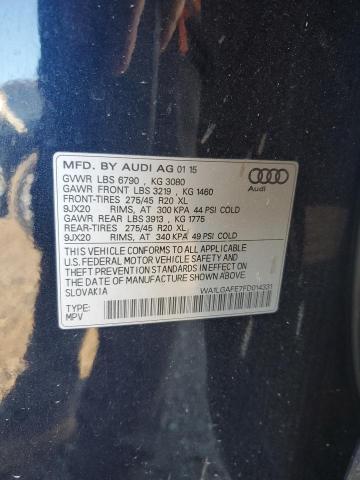 MFD. BY AUDI AG 01 15
GVWR LBS 6790 , KG 3080
GAWR FRONT LBS 3219 , KG 1460
FRONT-TIRES 275/45 R20 XL
9JX20 RIMS, AT 300 KPA 44 PSI COLD
GAWR REAR LBS 3913 , KG 1775
REAR-TIRES 275/45 R20 XL
9JX20 RIMS, AT 340 KPA 49 PSI COLD
THIS VEHICLE CONFORMS TO ALL APPLICABLE
U.S. FEDERAL MOTOR VEHICLE SAFETY AND
THEFT PREVENTION STANDARDS IN EFFECT ON
THE DATE OF MANUFACTURE SHOWN ABOVE
SLOVAKIA
WA1LGAFE7FD014331
TYPE:
MPV
Audi